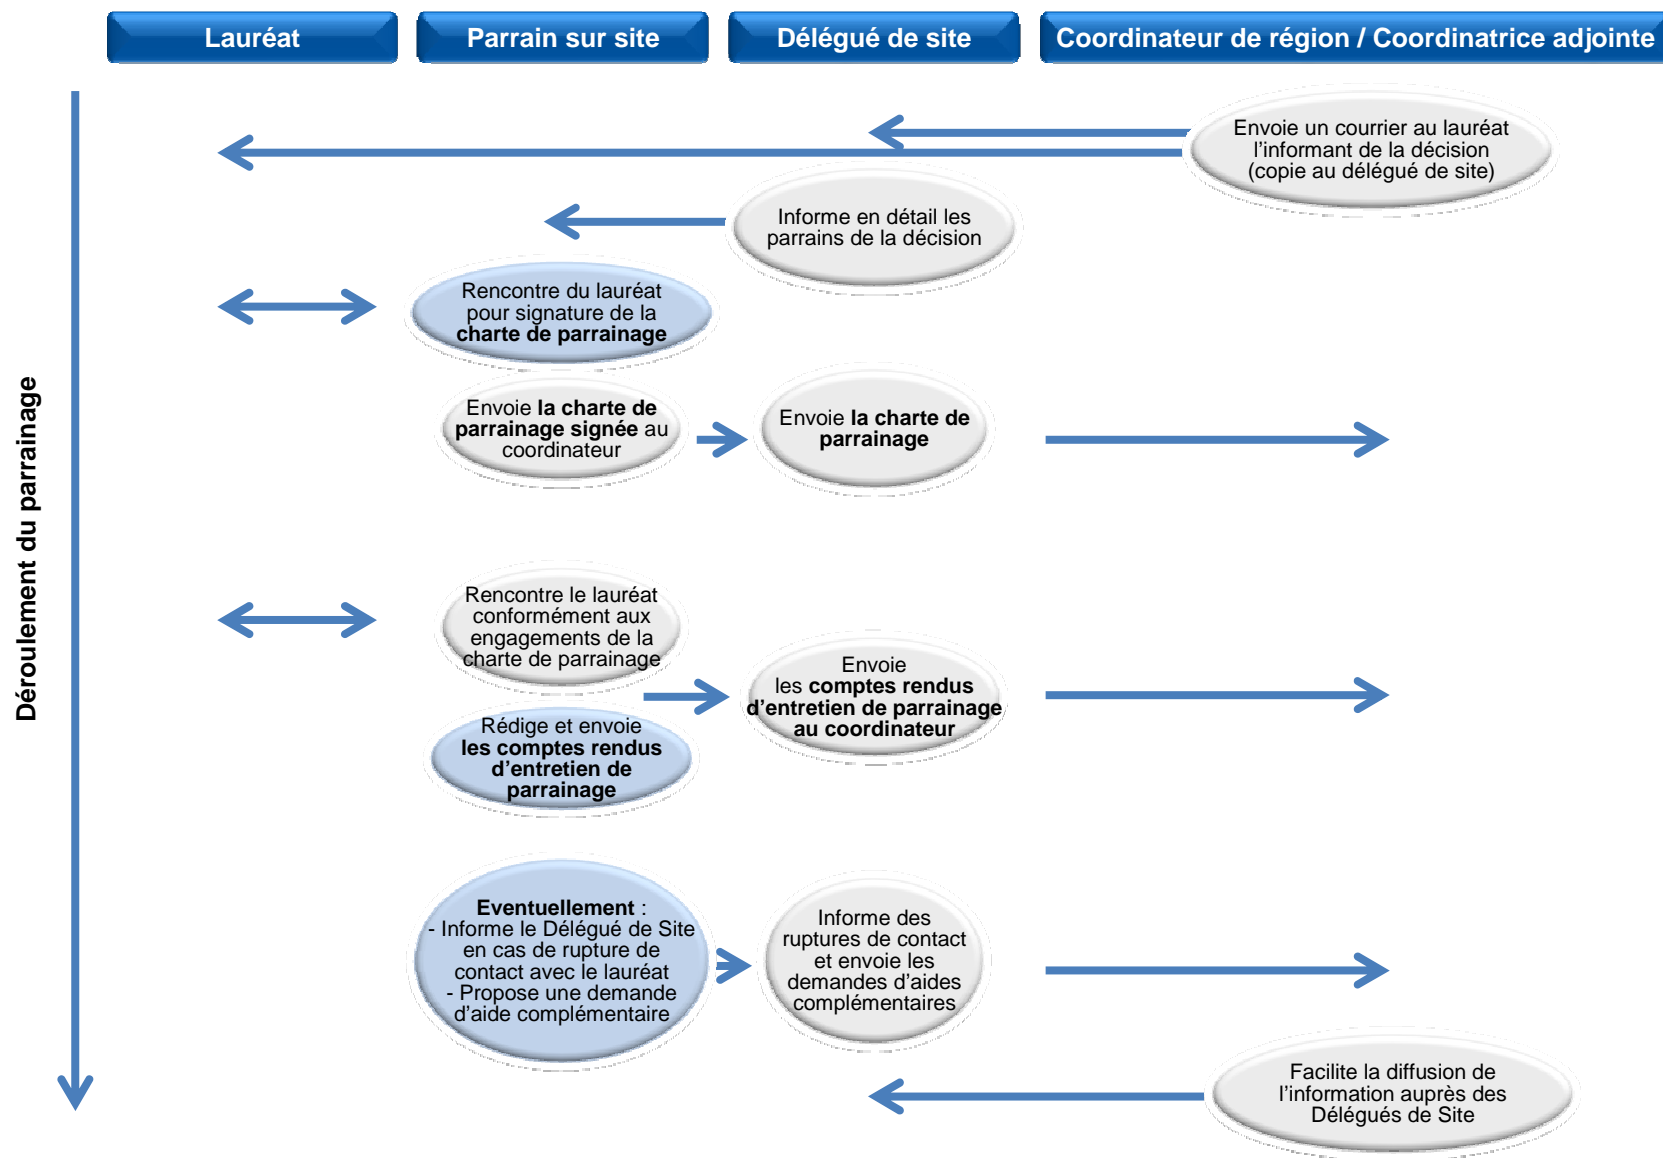 Lauréat
Parrain sur site
Délégué de site
Coordinateur de région / Coordinatrice adjointe
Déroulement du parrainage
Envoie un courrier au lauréat
l’informant de la décision
(copie au délégué de site)
Informe en détail les
parrains de la décision
Rencontre du lauréat
pour signature de la
charte de parrainage
Envoie la charte de
parrainage signée au
coordinateur
Envoie la charte de
parrainage
Rencontre le lauréat
conformément aux
engagements de la
charte de parrainage
Rédige et envoie
les comptes rendus
d’entretien de
parrainage
Envoie
les comptes rendus
d’entretien de parrainage
au coordinateur
Eventuellement :
- Informe le Délégué de Site
en cas de rupture de
contact avec le lauréat
- Propose une demande
d’aide complémentaire
Informe des
ruptures de contact
et envoie les
demandes d’aides
complémentaires
Facilite la diffusion de
l’information auprès des
Délégués de Site